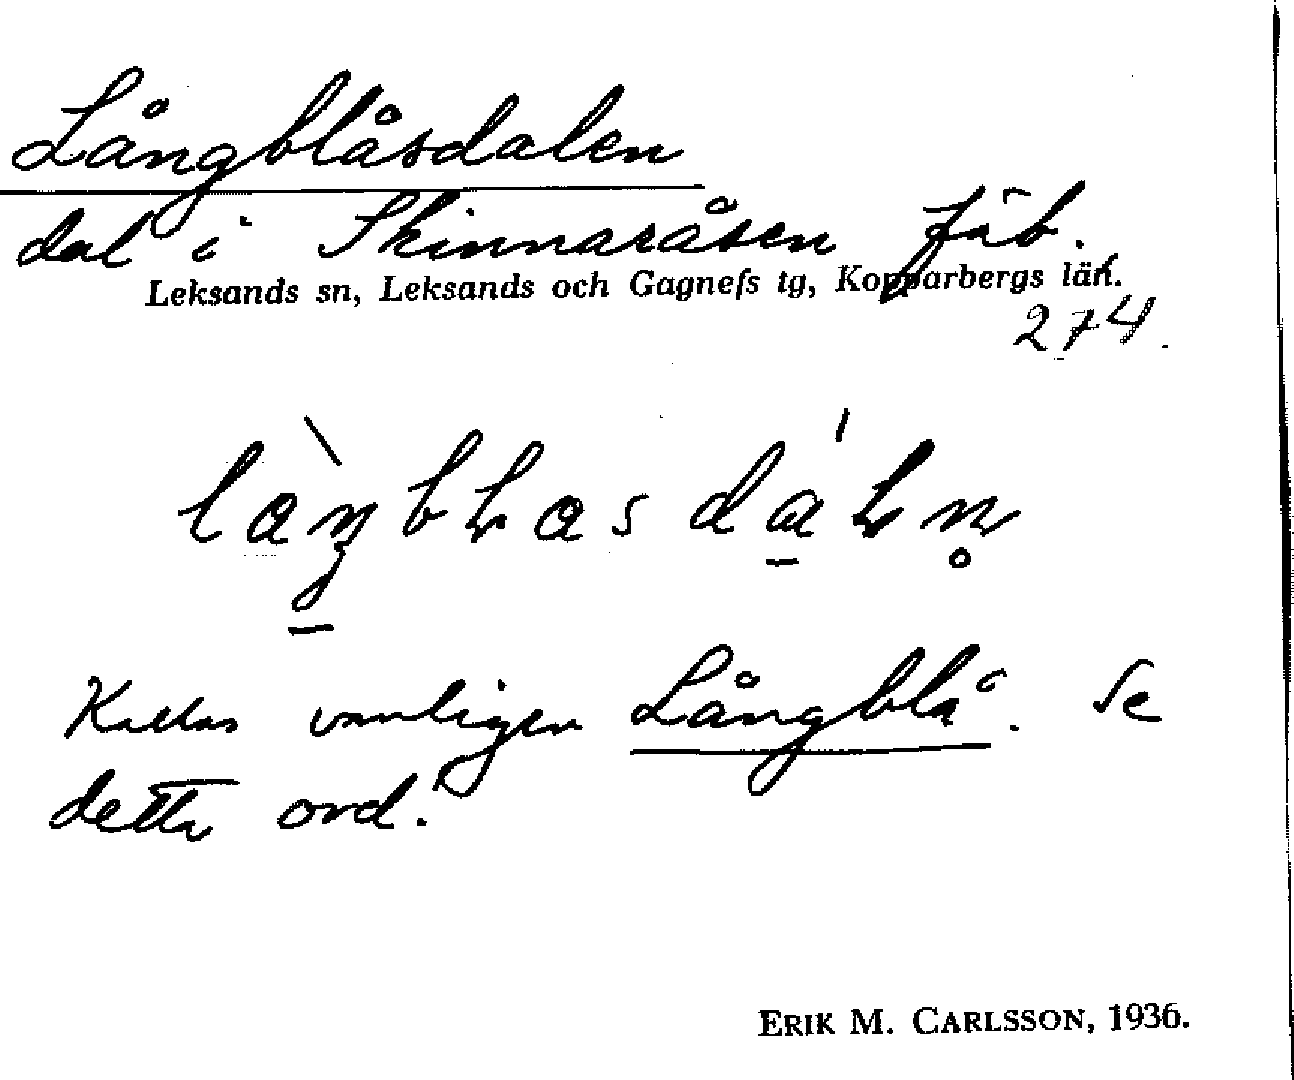 Långblåsdalen
dal i Skinnaråsen fäb.
Leksands sn, Leksands och Gagnefs tg, Kopparbergs län.
274.
Kallas vanligen Långblå. Se
detta ord.
ERIK M. CARLSSON, 1936.